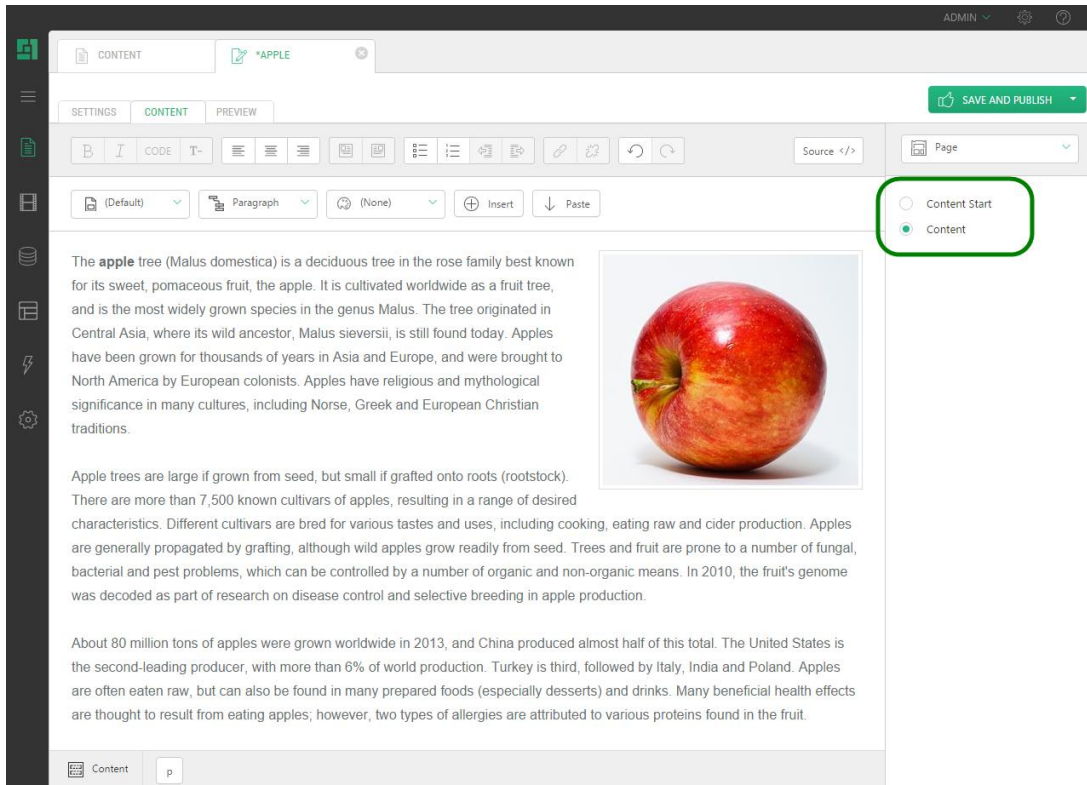 ADMIN
CONTENT
*APPLE
SETTINGS
CONTENT
PREVIEW
SAVE AND PUBLISH
B I CODE T-
Source </>
Page
(Default)
Paragraph
(None)
Insert
Paste
Content Start
Content
The apple tree (Malus domestica) is a deciduous tree in the rose family best known
for its sweet, pomaceous fruit, the apple. It is cultivated worldwide as a fruit tree,
and is the most widely grown species in the genus Malus. The tree originated in
Central Asia, where its wild ancestor, Malus sieversii, is still found today. Apples
have been grown for thousands of years in Asia and Europe, and were brought to
North America by European colonists. Apples have religious and mythological
significance in many cultures, including Norse, Greek and European Christian
traditions.
Apple trees are large if grown from seed, but small if grafted onto roots (rootstock).
There are more than 7,500 known cultivars of apples, resulting in a range of desired
characteristics. Different cultivars are bred for various tastes and uses, including cooking, eating raw and cider production. Apples
are generally propagated by grafting, although wild apples grow readily from seed. Trees and fruit are prone to a number of fungal,
bacterial and pest problems, which can be controlled by a number of organic and non-organic means. In 2010, the fruit's genome
was decoded as part of research on disease control and selective breeding in apple production.
About 80 million tons of apples were grown worldwide in 2013, and China produced almost half of this total. The United States is
the second-leading producer, with more than 6% of world production. Turkey is third, followed by Italy, India and Poland. Apples
are often eaten raw, but can also be found in many prepared foods (especially desserts) and drinks. Many beneficial health effects
are thought to result from eating apples; however, two types of allergies are attributed to various proteins found in the fruit.
Content
p